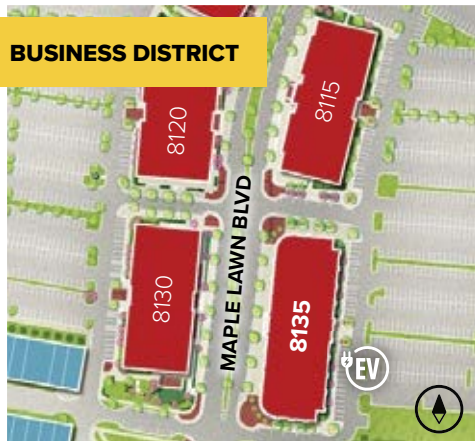 BUSINESS DISTRICT
8120
8115
MAPLE LAWN BLVD
8130
8135
EV